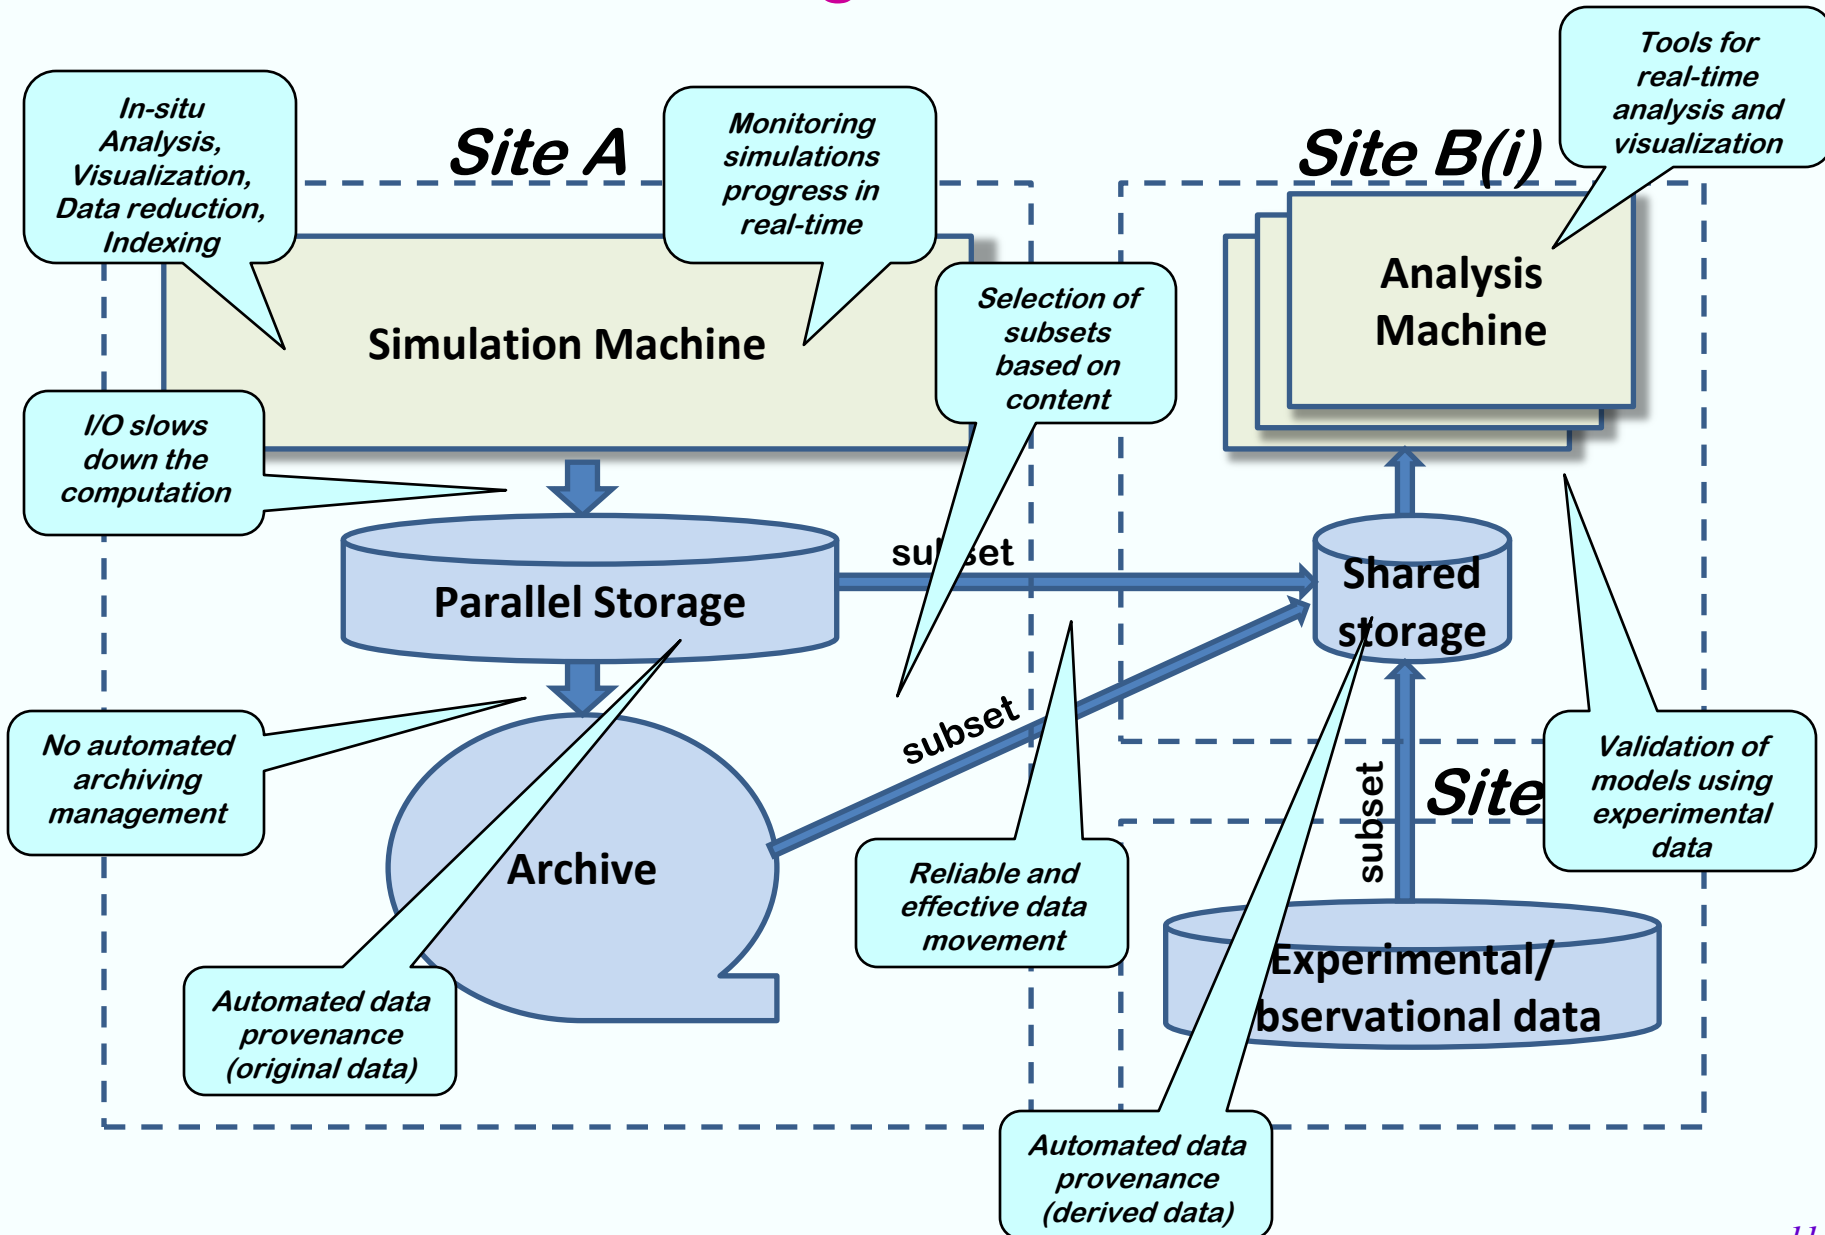 Tools for
real-time
analysis and
visualization
In-situ
Analysis,
Visualization,
Data reduction,
Indexing
Site A
Monitoring
simulations
progress in
real-time
Site B(i)
Simulation Machine
Selection of
subsets
based on
content
Analysis
Machine
I/O slows
down the
computation
subset
Parallel Storage
Shared
storage
subset
No automated
archiving
management
Archive
Reliable and
effective data
movement
subset
Site
Validation of
models using
experimental
data
Experimental/
bservational data
Automated data
provenance
(original data)
Automated data
provenance
(derived data)
11